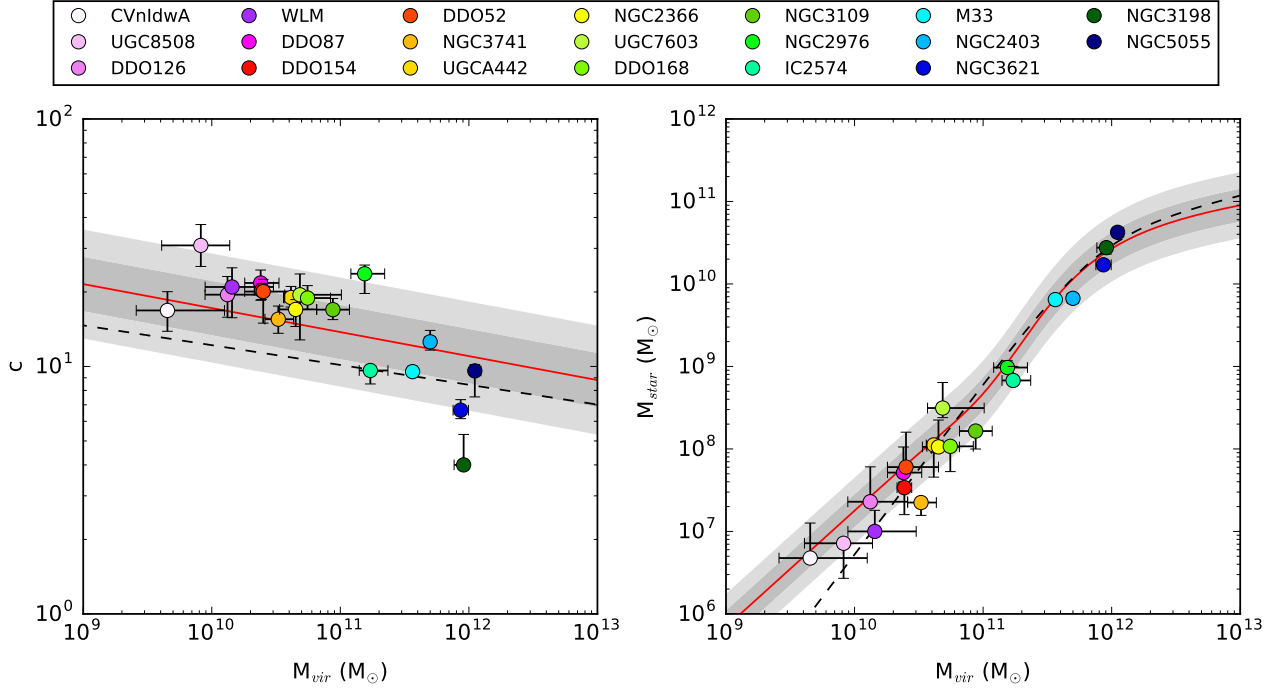 CVnIdwA WLM DDO52 NGC2366 NGC3109 M33 NGC3198
UGC8508 DDO87 NGC3741 UGC7603 NGC2976 NGC2403 NGC5055
DDO126 DDO154 UGCA442 DDO168 IC2574 NGC3621
10² 10¹ 10⁰
c
10⁹ 10¹⁰ 10¹¹ 10¹² 10¹³
M_vir (M_⊙)
10¹² 10¹¹ 10¹⁰ 10⁹ 10⁸ 10⁷ 10⁶
M_star (M_⊙)
10⁹ 10¹⁰ 10¹¹ 10¹² 10¹³
M_vir (M_⊙)